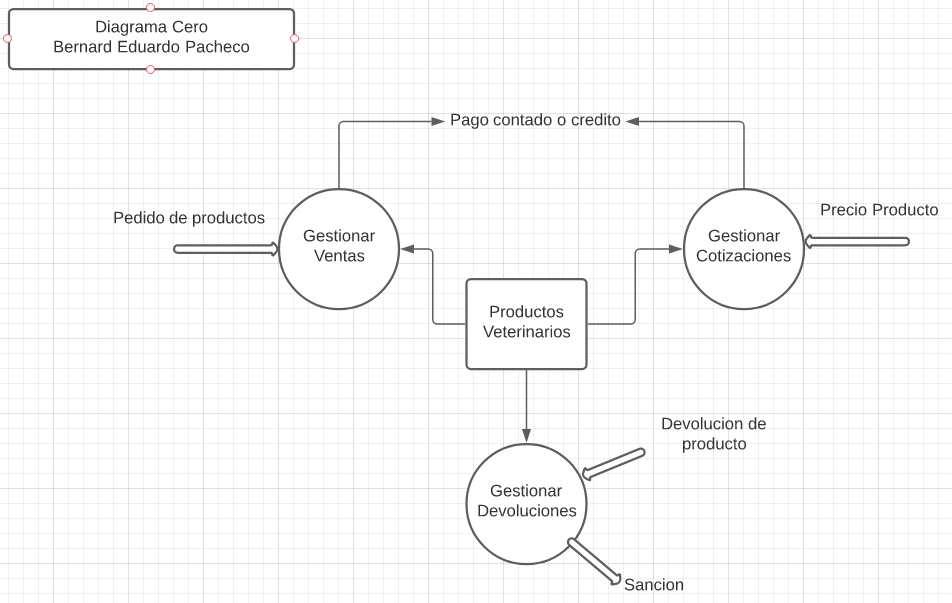 Diagrama Cero
Bernard Eduardo Pacheco
Pago contado o credito
Pedido de productos
Precio Producto
Gestionar
Ventas
Gestionar
Cotizaciones
Productos
Veterinarios
Devolucion de
producto
Gestionar
Devoluciones
Sancion